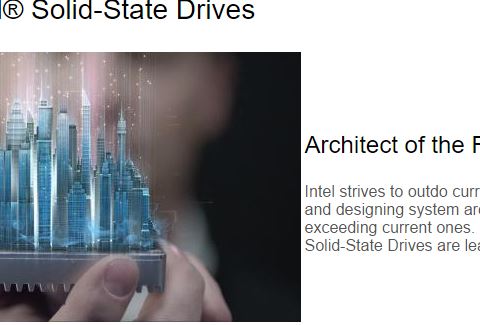 ® Solid-State Drives
Architect of the F
Intel strives to outdo curr
and designing system ar
exceeding current ones.
Solid-State Drives are lea